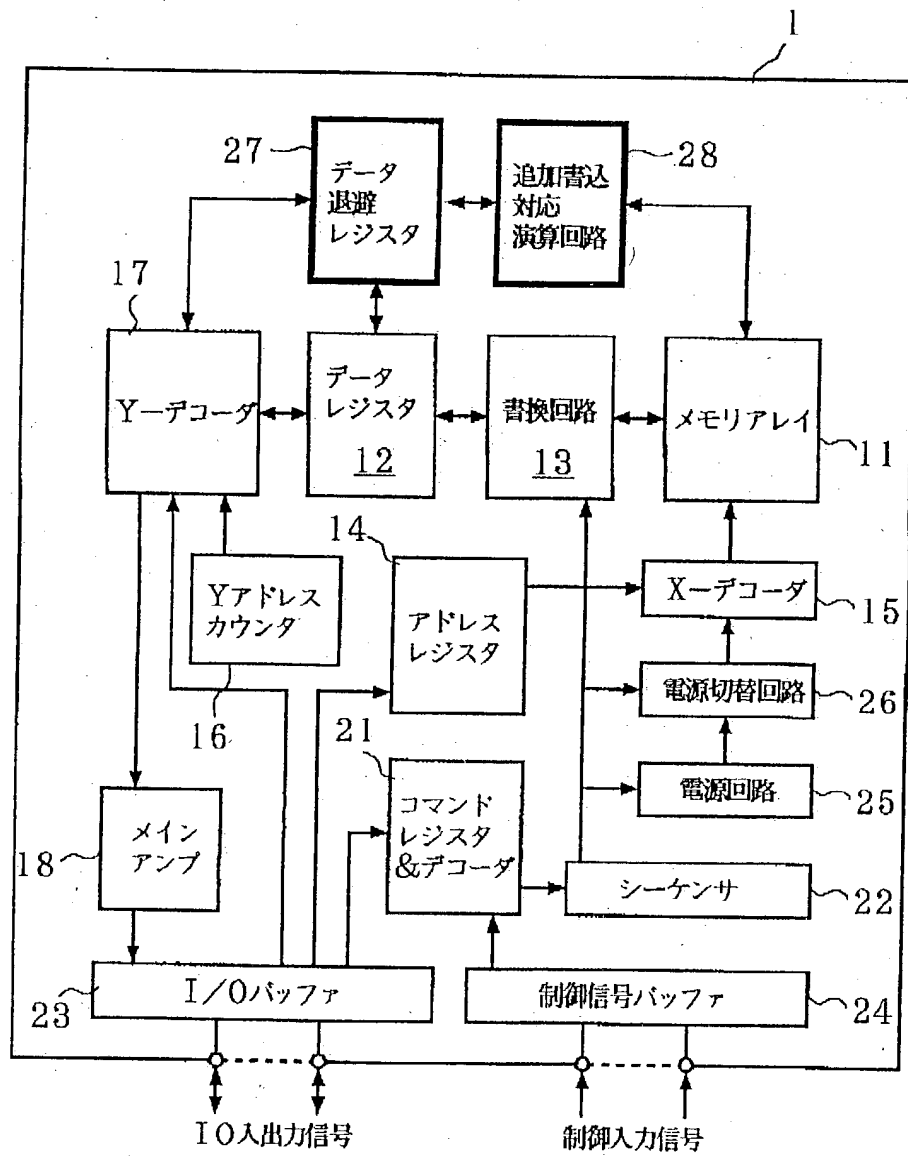 1
27
データ
退避
レジスタ
追加書込
対応
演算回路
28
17
Y−デコーダ
データ
レジスタ
12
書換回路
13
メモリアレイ
11
14
Yアドレス
カウンタ
16
アドレス
レジスタ
X−デコーダ
15
電源切替回路
26
21
コマンド
レジスタ
&デコーダ
電源回路
25
メイン
アンプ
18
シーケンサ
22
I/Oバッファ
23
制御信号バッファ
24
IO入出力信号
制御入力信号